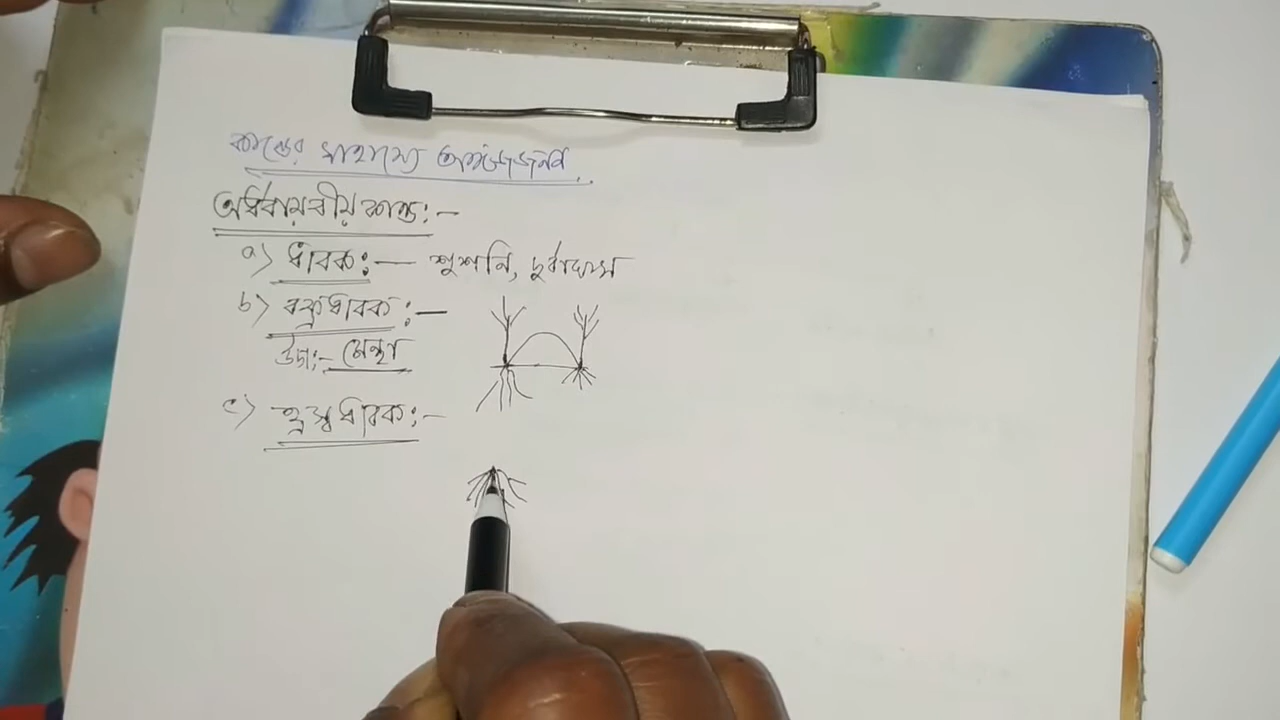 কান্ডের সাহায্যে অঙ্গজজনন
অর্ধবায়বীয় কান্ড:-
a) ধাবক:- শুশনি, দুর্বাঘাস
b) বক্রধাবক:-
উদা:- মেন্থা
c) হ্রস্বধাবক:-